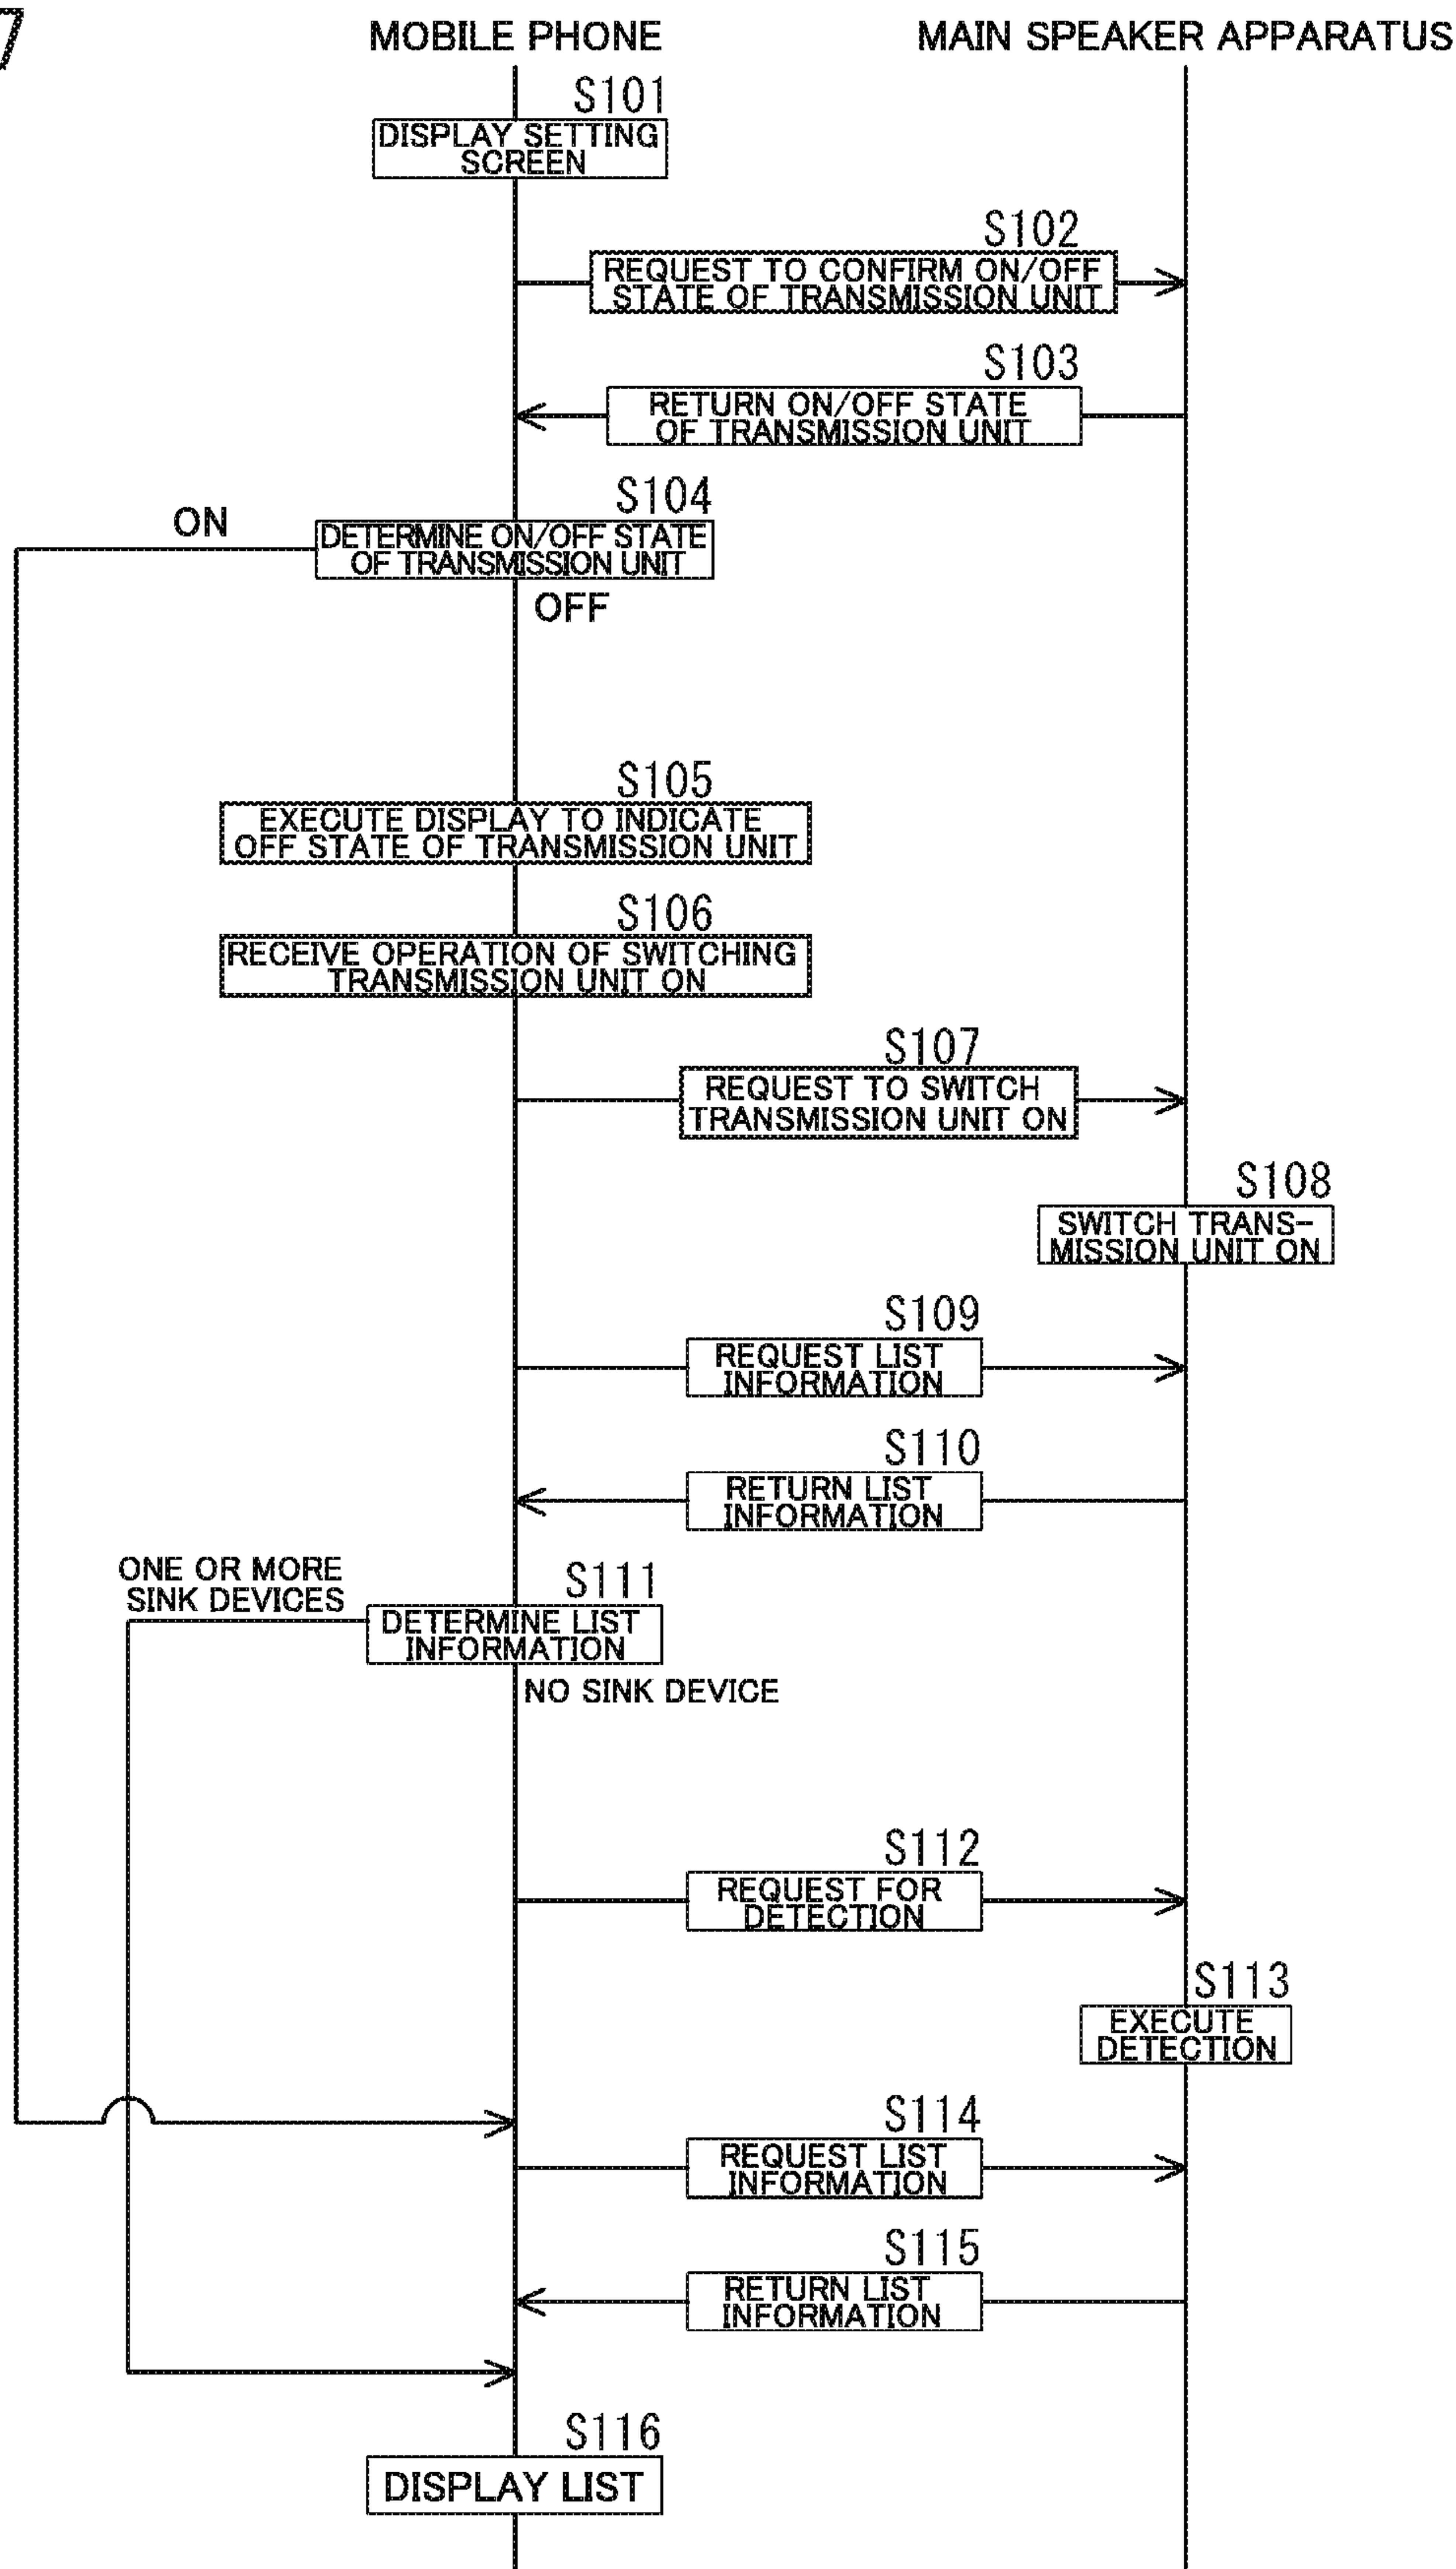 7
MOBILE PHONE
MAIN SPEAKER APPARATUS
S101
DISPLAY SETTING
SCREEN
S102
REQUEST TO CONFIRM ON/OFF
STATE OF TRANSMISSION UNIT
S103
RETURN ON/OFF STATE
OF TRANSMISSION UNIT
S104
ON
DETERMINE ON/OFF STATE
OF TRANSMISSION UNIT
OFF
S105
EXECUTE DISPLAY TO INDICATE
OFF STATE OF TRANSMISSION UNIT
S106
RECEIVE OPERATION OF SWITCHING
TRANSMISSION UNIT ON
S107
REQUEST TO SWITCH
TRANSMISSION UNIT ON
S108
SWITCH TRANS-
MISSION UNIT ON
S109
REQUEST LIST
INFORMATION
S110
RETURN LIST
INFORMATION
ONE OR MORE
SINK DEVICES
S111
DETERMINE LIST
INFORMATION
NO SINK DEVICE
S112
REQUEST FOR
DETECTION
S113
EXECUTE
DETECTION
S114
REQUEST LIST
INFORMATION
S115
RETURN LIST
INFORMATION
S116
DISPLAY LIST